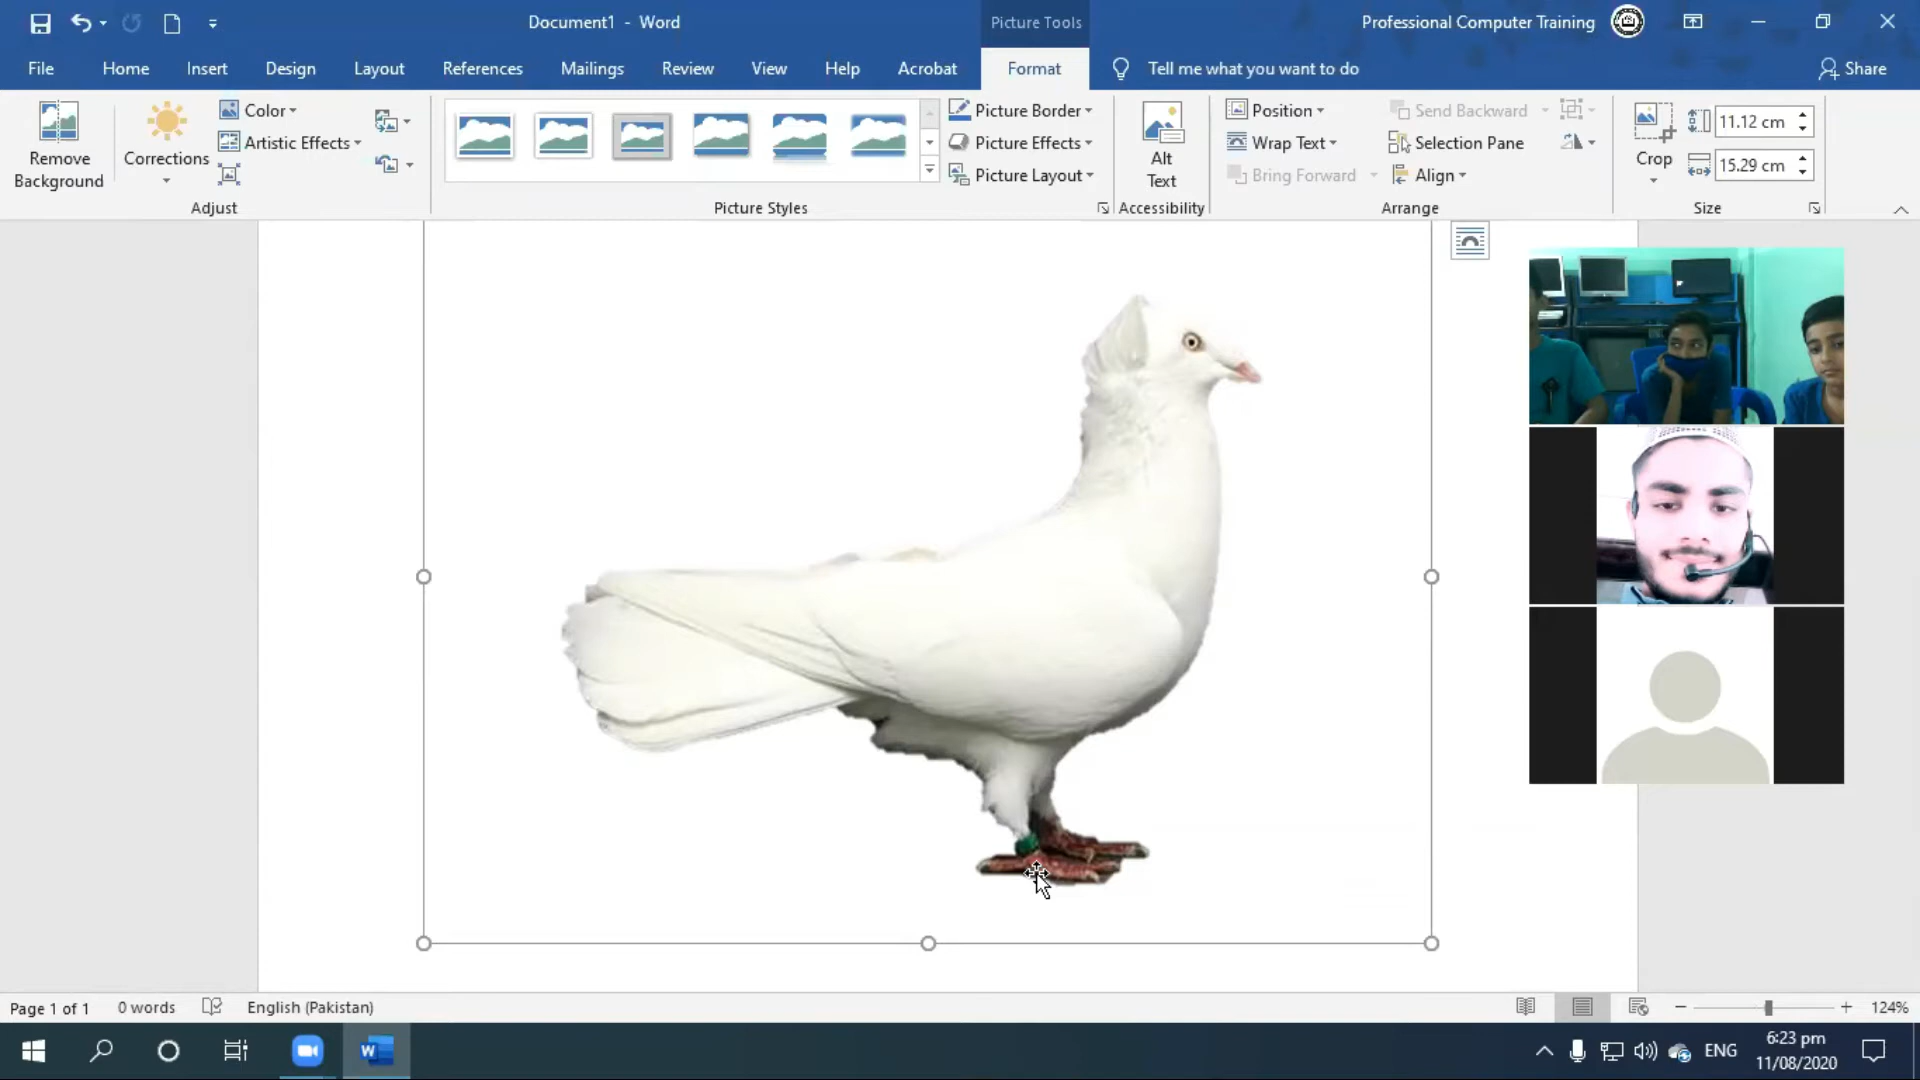 Document1 - Word
Picture Tools
Professional Computer Training
File
Home
Insert
Design
Layout
References
Mailings
Review
View
Help
Acrobat
Format
Tell me what you want to do
Share
Remove
Background
Corrections
Color
Artistic Effects
Adjust
Picture Border
Picture Effects
Picture Layout
Picture Styles
Alt
Text
Accessibility
Position
Wrap Text
Bring Forward
Send Backward
Selection Pane
Align
Arrange
Crop
11.12 cm
15.29 cm
Size
Page 1 of 1
0 words
English (Pakistan)
124%
W
ENG
6:23 pm
11/08/2020